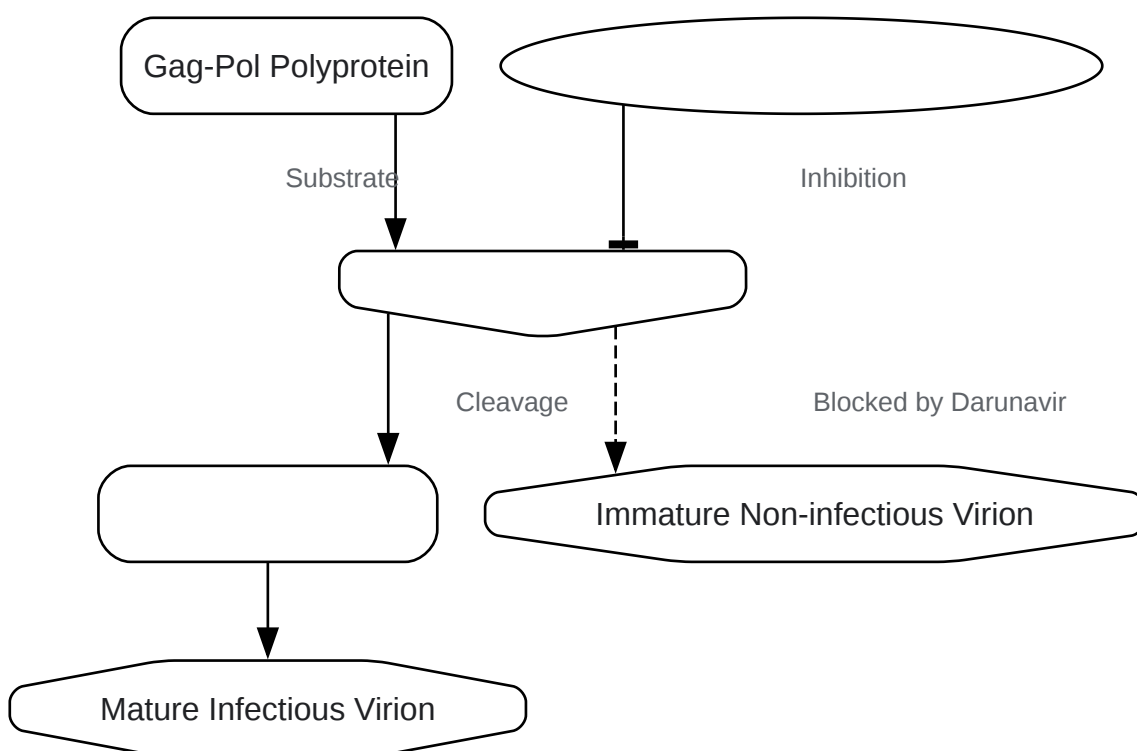 Gag-Pol Polyprotein
Substrate
Inhibition
Cleavage
Blocked by Darunavir
Immature Non-infectious Virion
Mature Infectious Virion